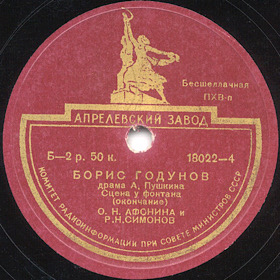 Бесшеллачная
ПХВ-п
АПРЕЛЕВСКИЙ ЗАВОД
Б—2 р. 50 к. 18022—4
БОРИС ГОДУНОВ
драма А. Пушкина
Сцена у фонтана
(окончание)
О. Н. АФОНИНА и
Р.Н.СИМОНОВ
КОМИТЕТ РАДИОИНФОРМАЦИИ ПРИ СОВЕТЕ МИНИСТРОВ СССР